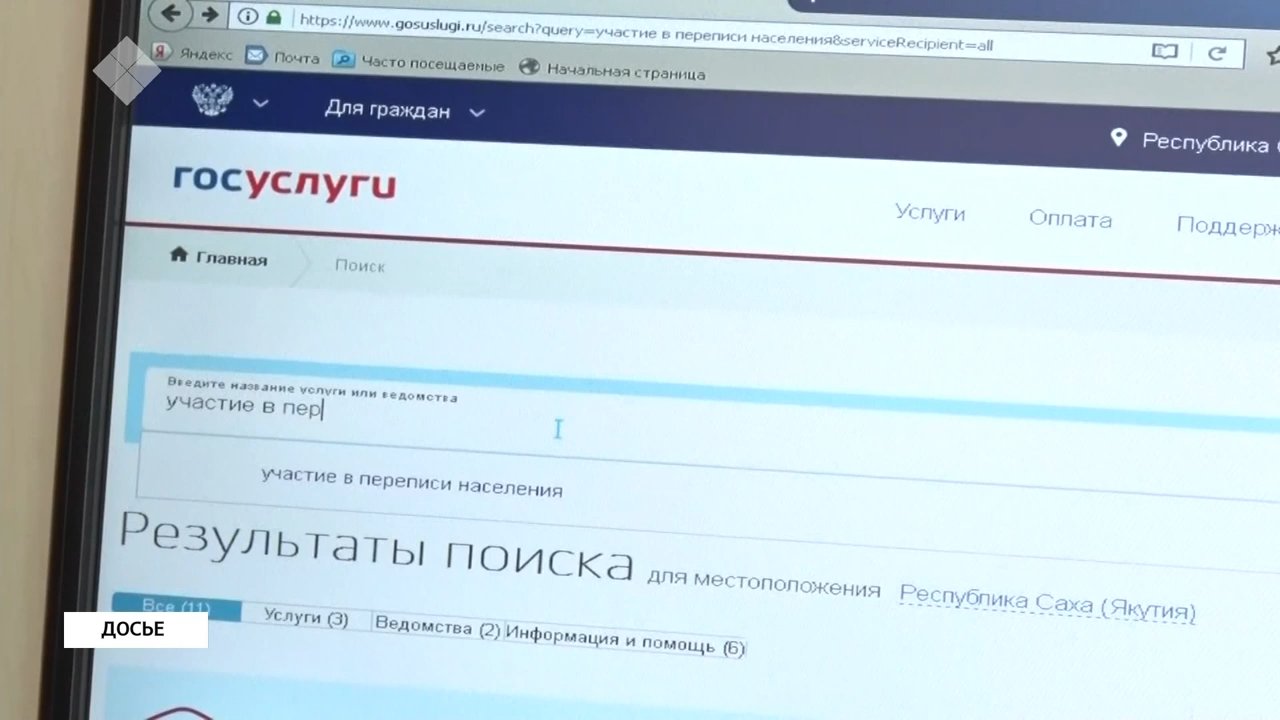 https://www.gosuslugi.ru/search?query=участие в переписи населения&serviceRecipient=all
Яндекс Почта Часто посещаемые Начальная страница
Для граждан Республика
госуслуги
Услуги Оплата
Главная Поиск
Введите название услуги или ведомства
участие в пер
участие в переписи населения
Результаты поиска для местоположения Республика Саха (Якутия)
Все (11) Услуги (3) Ведомства (2) Информация и помощь (6)
ДОСЬЕ